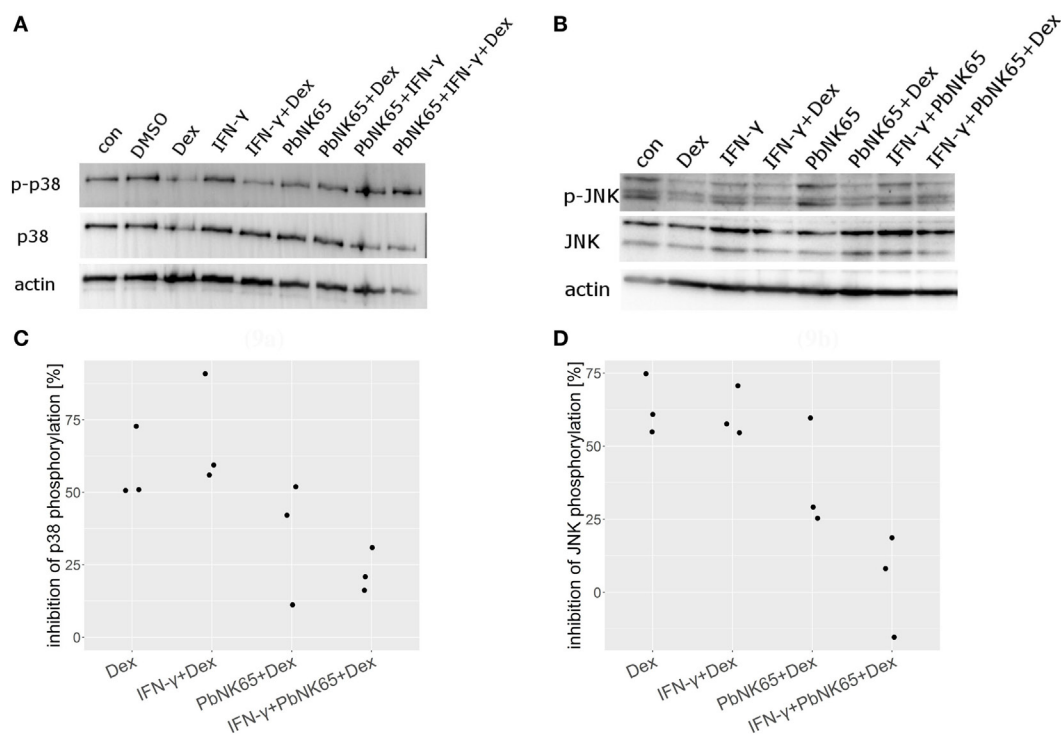 A
con
DMSO
Dex
IFN-γ
IFN-γ+Dex
PbNK65
PbNK65+Dex
PbNK65+IFN-γ
PbNK65+IFN-γ+Dex
p-p38
p38
actin
B
con
Dex
IFN-γ
IFN-γ+Dex
PbNK65
PbNK65+Dex
IFN-γ+PbNK65
IFN-γ+PbNK65+Dex
p-JNK
JNK
actin
C
(9a)
inhibition of p38 phosphorylation [%]
75
50
25
0
Dex
IFN-γ+Dex
PbNK65+Dex
IFN-γ+PbNK65+Dex
D
(9b)
inhibition of JNK phosphorylation [%]
75
50
25
0
Dex
IFN-γ+Dex
PbNK65+Dex
IFN-γ+PbNK65+Dex